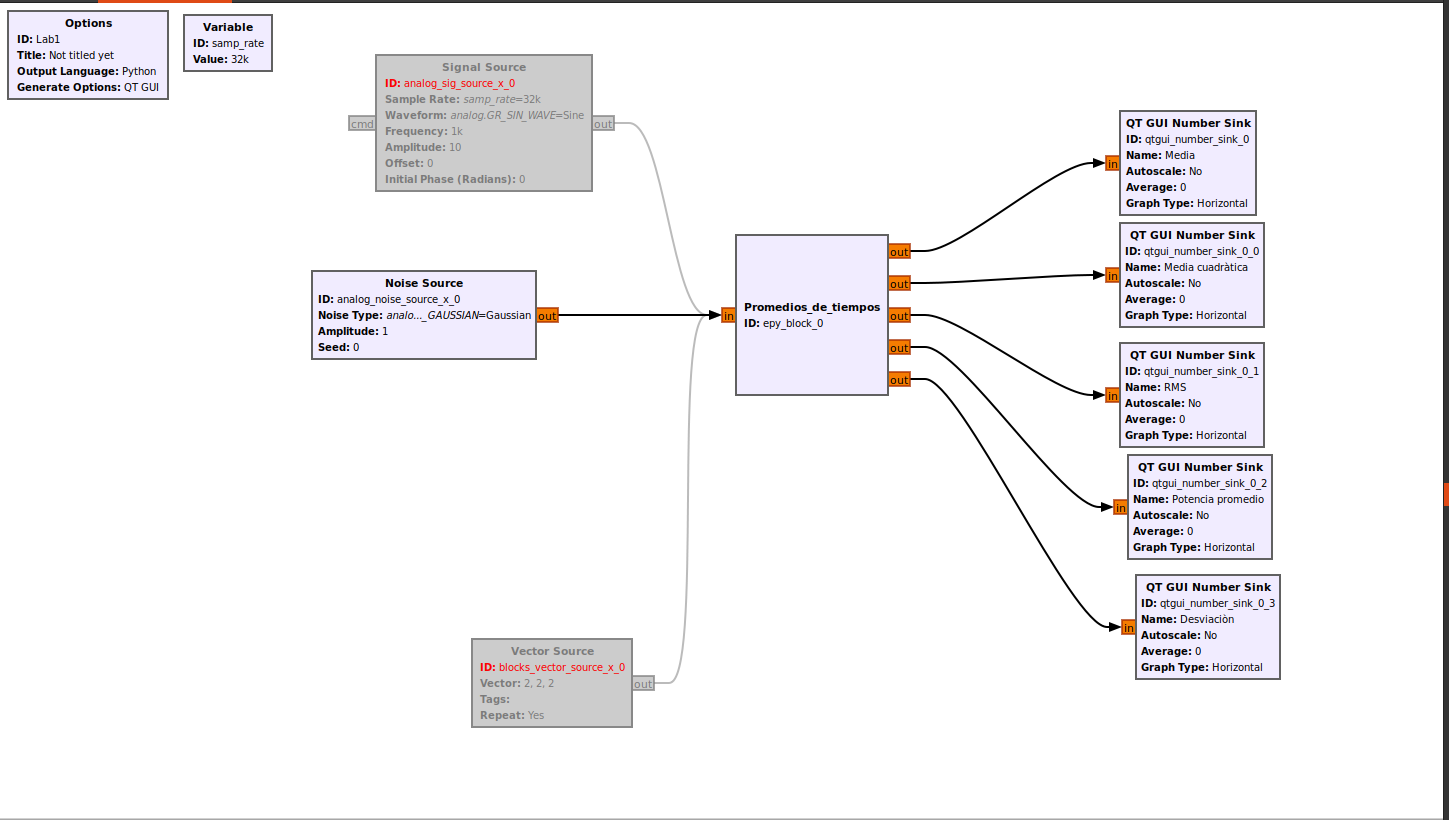 Options
ID: Lab1
Title: Not titled yet
Output Language: Python
Generate Options: QT GUI
Variable
ID: samp_rate
Value: 32k
Signal Source
ID: analog_sig_source_x_0
Sample Rate: samp_rate=32k
Waveform: analog.GR_SIN_WAVE=Sine
Frequency: 1k
Amplitude: 10
Offset: 0
Initial Phase (Radians): 0
cmd
out
Noise Source
ID: analog_noise_source_x_0
Noise Type: analo..._GAUSSIAN=Gaussian
Amplitude: 1
Seed: 0
out
Vector Source
ID: blocks_vector_source_x_0
Vector: 2, 2, 2
Tags:
Repeat: Yes
out
in
Promedios_de_tiempos
ID: epy_block_0
out
out
out
out
out
in
QT GUI Number Sink
ID: qtgui_number_sink_0
Name: Media
Autoscale: No
Average: 0
Graph Type: Horizontal
in
QT GUI Number Sink
ID: qtgui_number_sink_0_0
Name: Media cuadràtica
Autoscale: No
Average: 0
Graph Type: Horizontal
in
QT GUI Number Sink
ID: qtgui_number_sink_0_1
Name: RMS
Autoscale: No
Average: 0
Graph Type: Horizontal
in
QT GUI Number Sink
ID: qtgui_number_sink_0_2
Name: Potencia promedio
Autoscale: No
Average: 0
Graph Type: Horizontal
in
QT GUI Number Sink
ID: qtgui_number_sink_0_3
Name: Desviaciòn
Autoscale: No
Average: 0
Graph Type: Horizontal